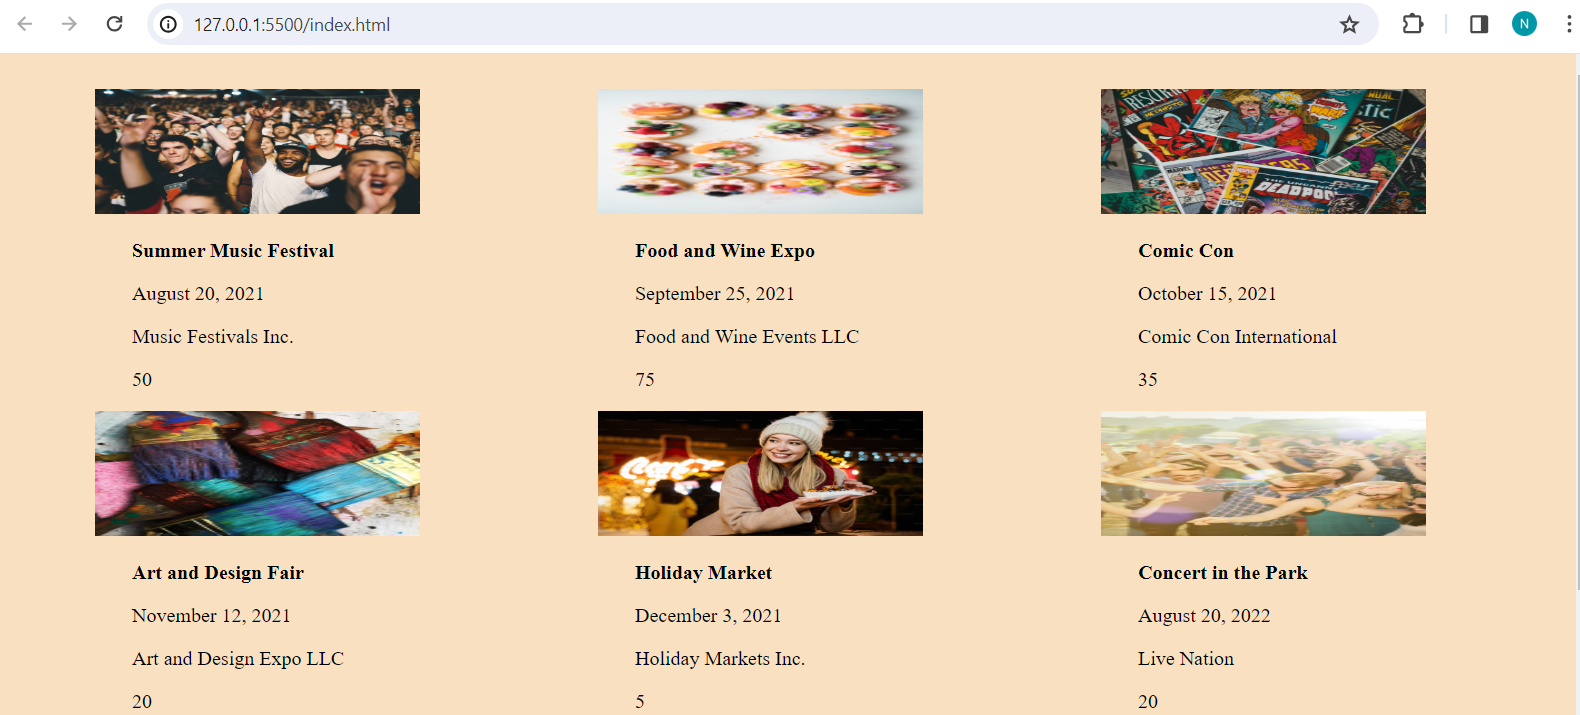 127.0.0.1:5500/index.html
N
MARVEL
DEADPOOL
Summer Music Festival
August 20, 2021
Music Festivals Inc.
50
Food and Wine Expo
September 25, 2021
Food and Wine Events LLC
75
Comic Con
October 15, 2021
Comic Con International
35
Art and Design Fair
November 12, 2021
Art and Design Expo LLC
20
Holiday Market
December 3, 2021
Holiday Markets Inc.
5
Concert in the Park
August 20, 2022
Live Nation
20